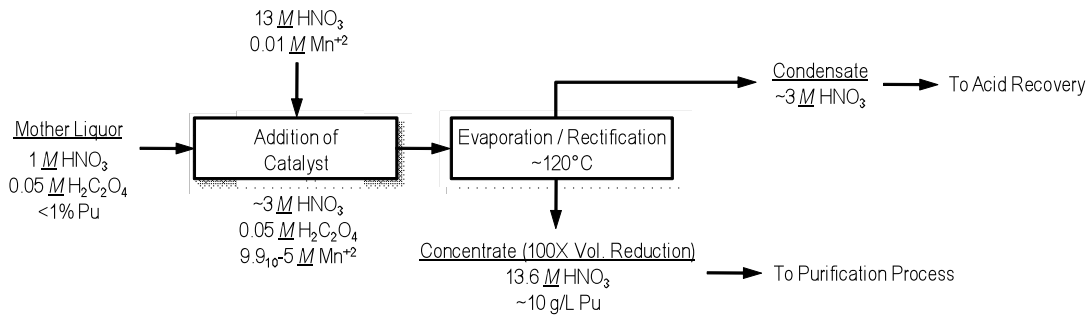 13 M HNO₃
0.01 M Mn⁺²
Mother Liquor
1 M HNO₃
0.05 M H₂C₂O₄
<1% Pu
Addition of
Catalyst
~3 M HNO₃
0.05 M H₂C₂O₄
9.9₁₀-5 M Mn⁺²
Evaporation / Rectification
~120°C
Condensate
~3 M HNO₃
To Acid Recovery
Concentrate (100X Vol. Reduction)
13.6 M HNO₃
~10 g/L Pu
To Purification Process